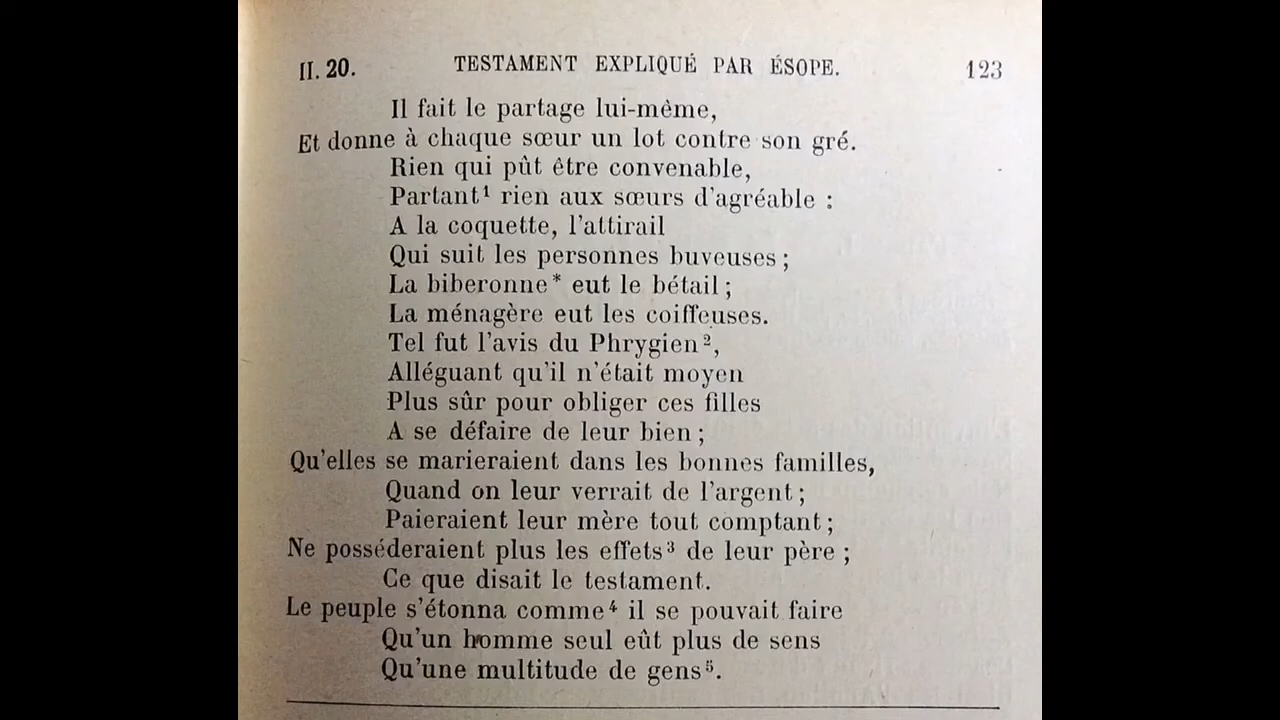 II. 20. TESTAMENT EXPLIQUÉ PAR ÉSOPE. 123
Il fait le partage lui-même,
Et donne à chaque sœur un lot contre son gré.
Rien qui pût être convenable,
Partant¹ rien aux sœurs d'agréable :
A la coquette, l'attirail
Qui suit les personnes buveuses ;
La biberonne* eut le bétail ;
La ménagère eut les coiffeuses.
Tel fut l'avis du Phrygien²,
Alléguant qu'il n'était moyen
Plus sûr pour obliger ces filles
A se défaire de leur bien ;
Qu'elles se marieraient dans les bonnes familles,
Quand on leur verrait de l'argent ;
Paieraient leur mère tout comptant ;
Ne posséderaient plus les effets³ de leur père ;
Ce que disait le testament.
Le peuple s'étonna comme⁴ il se pouvait faire
Qu'un homme seul eût plus de sens
Qu'une multitude de gens⁵.